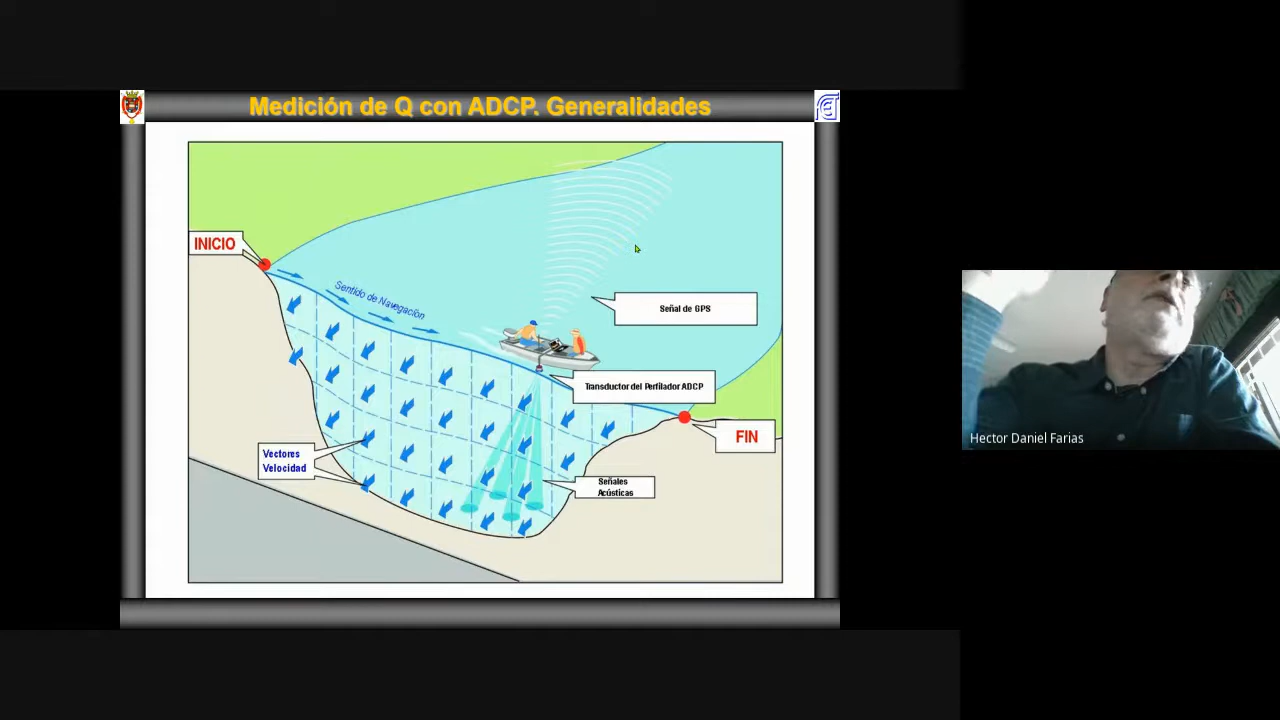 Medición de Q con ADCP. Generalidades
INICIO
Sentido de Navegación
Señal de GPS
Transductor del Perfilador ADCP
FIN
Vectores
Velocidad
Señales
Acústicas
Hector Daniel Farias